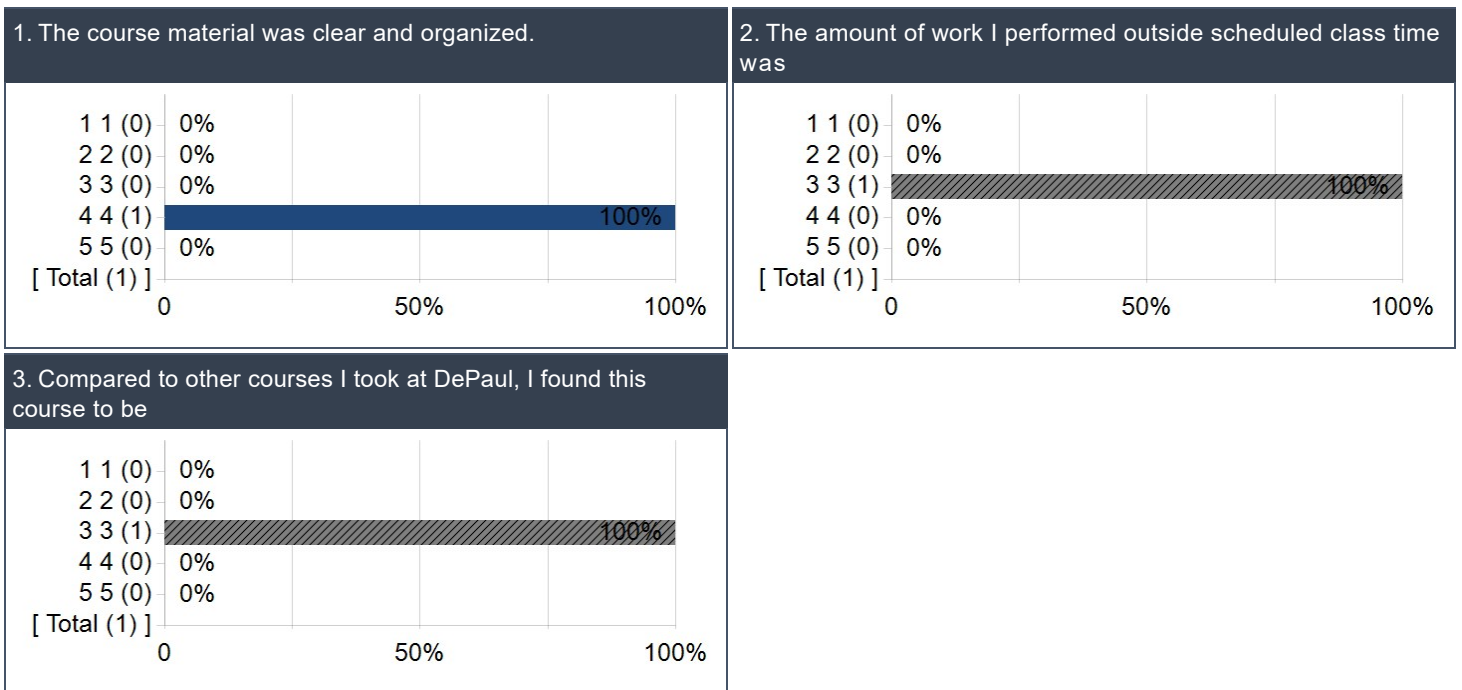 1. The course material was clear and organized.
1 1 (0) 0%
2 2 (0) 0%
3 3 (0) 0%
4 4 (1) 100%
5 5 (0) 0%
[ Total (1) ]
0 50% 100%
2. The amount of work I performed outside scheduled class time
was
1 1 (0) 0%
2 2 (0) 0%
3 3 (1) 100%
4 4 (0) 0%
5 5 (0) 0%
[ Total (1) ]
0 50% 100%
3. Compared to other courses I took at DePaul, I found this
course to be
1 1 (0) 0%
2 2 (0) 0%
3 3 (1) 100%
4 4 (0) 0%
5 5 (0) 0%
[ Total (1) ]
0 50% 100%